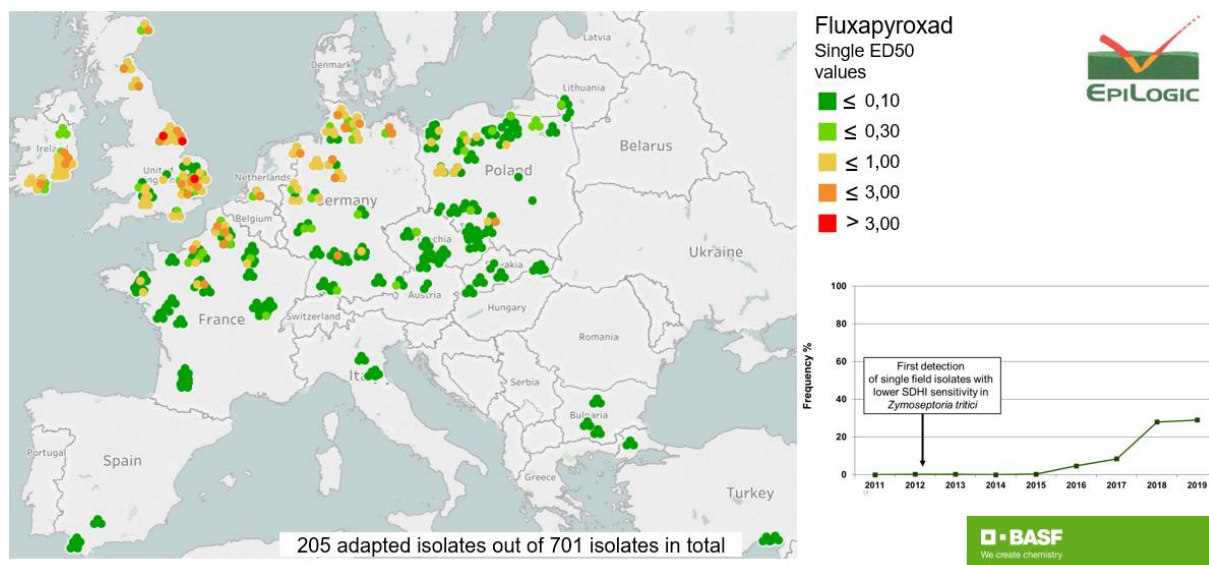 Latvia
Denmark
Lithuania
Ireland
United
Kingdom
Netherlands
Belarus
Poland
Germany
Belgium
Ukraine
Slovakia
Austria
Hungary
France
Switzerland
Romania
Serbia
Bulgaria
Portugal
Spain
Greece
Turkey
205 adapted isolates out of 701 isolates in total
Fluxapyroxad
Single ED50
values
≤ 0,10
≤ 0,30
≤ 1,00
≤ 3,00
> 3,00
EPILOGIC
100
80
60
40
20
0
Frequency %
First detection
of single field isolates with
lower SDHI sensitivity in
Zymoseptoria tritici
2011 2012 2013 2014 2015 2016 2017 2018 2019
BASF
We create chemistry